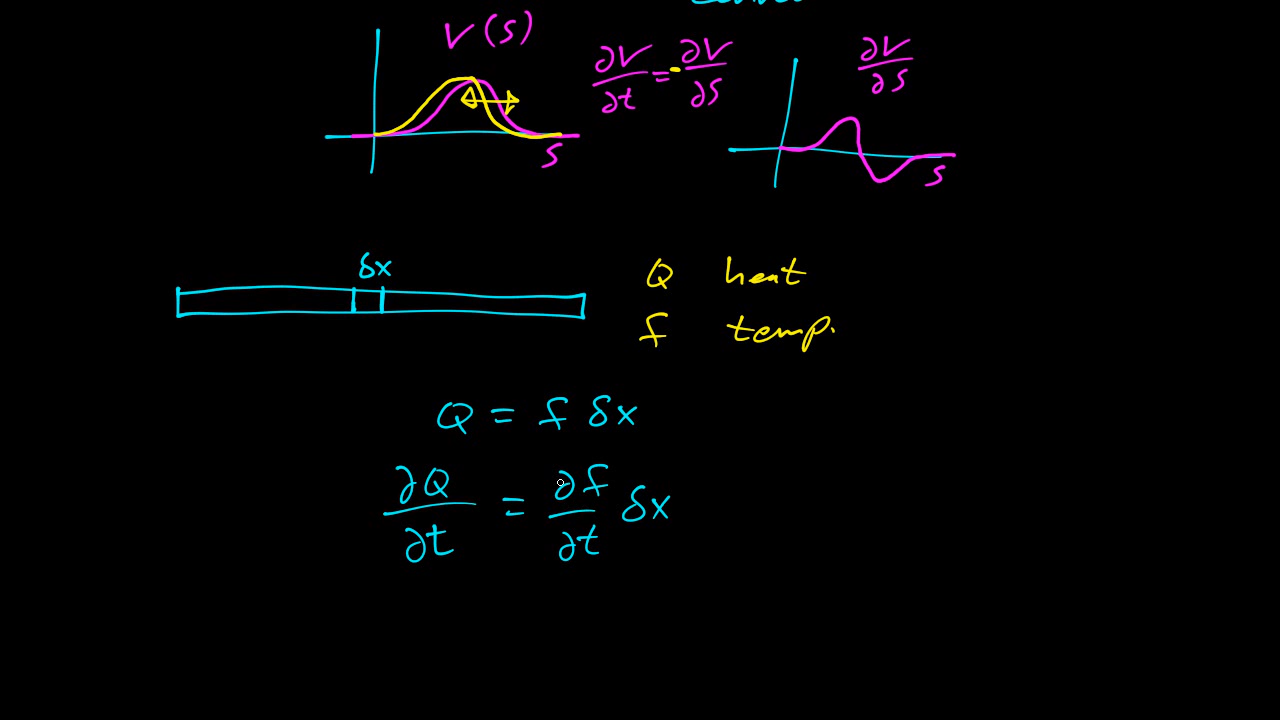 V(s)
∂V/∂t = -∂V/∂s
∂V/∂s
s
s
δx
Q heat
f temp.
Q = f δx
∂Q/∂t = ∂f/∂t δx